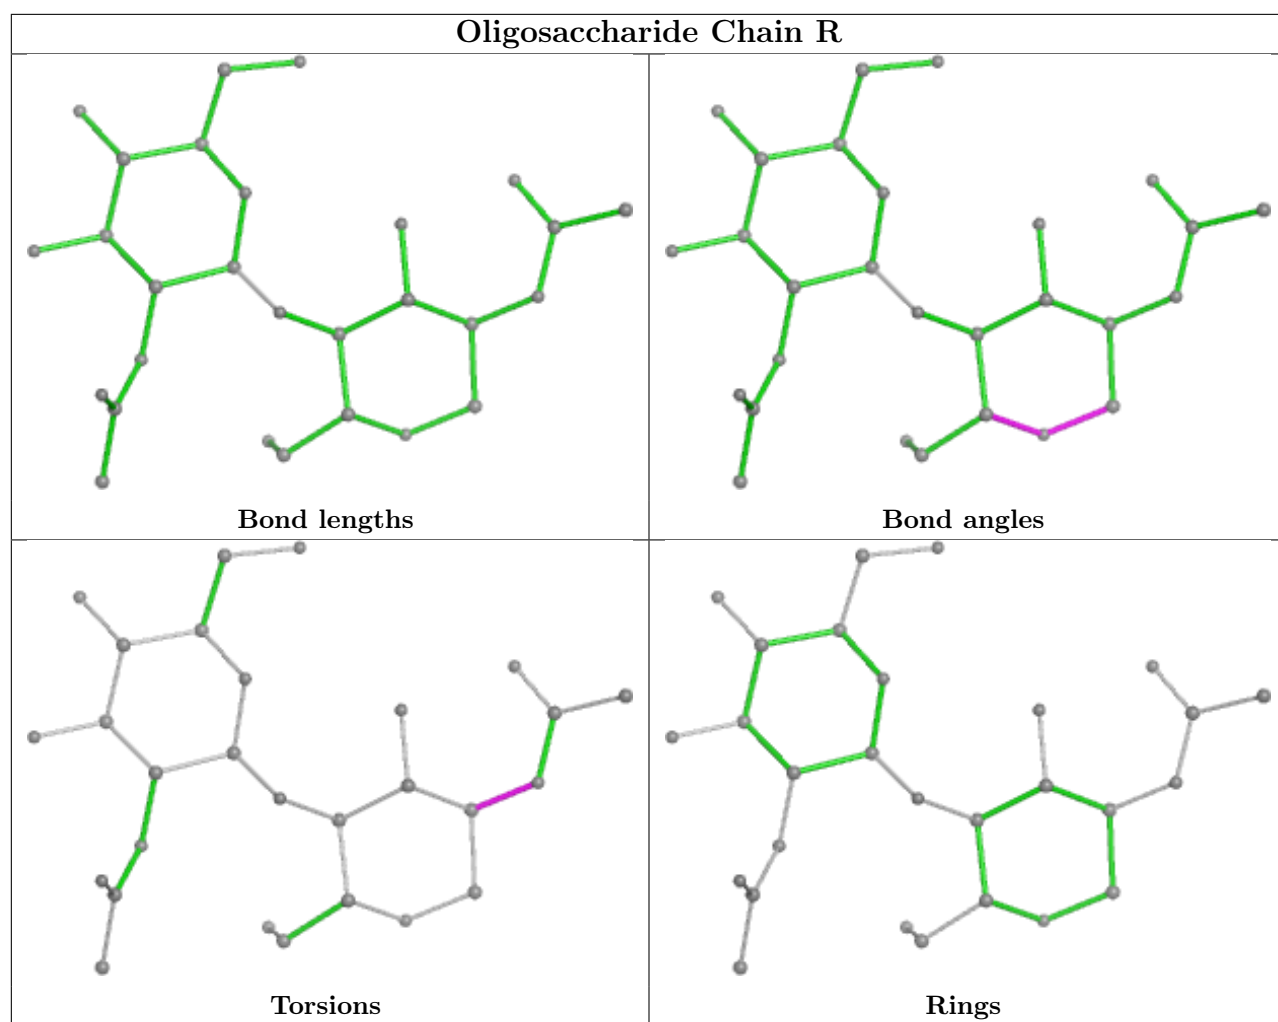 Oligosaccharide Chain R
Bond lengths
Bond angles
Torsions
Rings